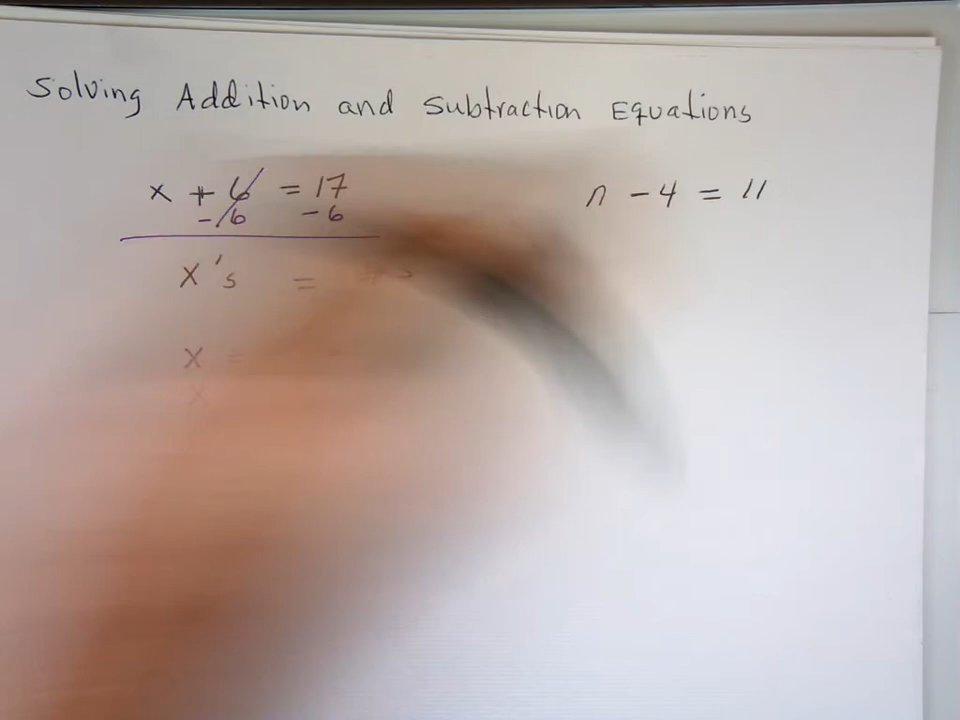 Solving Addition and Subtraction Equations
x + 6 = 17
- 6 - 6
x's =
x =
n - 4 = 11